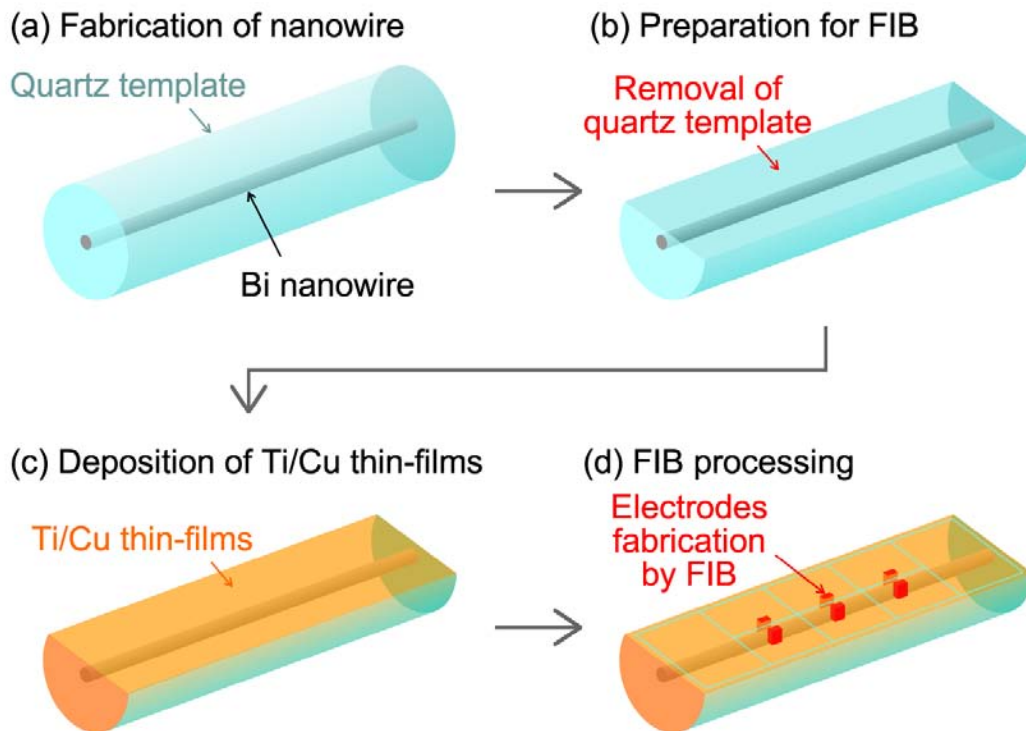 (a) Fabrication of nanowire
Quartz template
Bi nanowire
(b) Preparation for FIB
Removal of
quartz template
(c) Deposition of Ti/Cu thin-films
Ti/Cu thin-films
(d) FIB processing
Electrodes
fabrication
by FIB